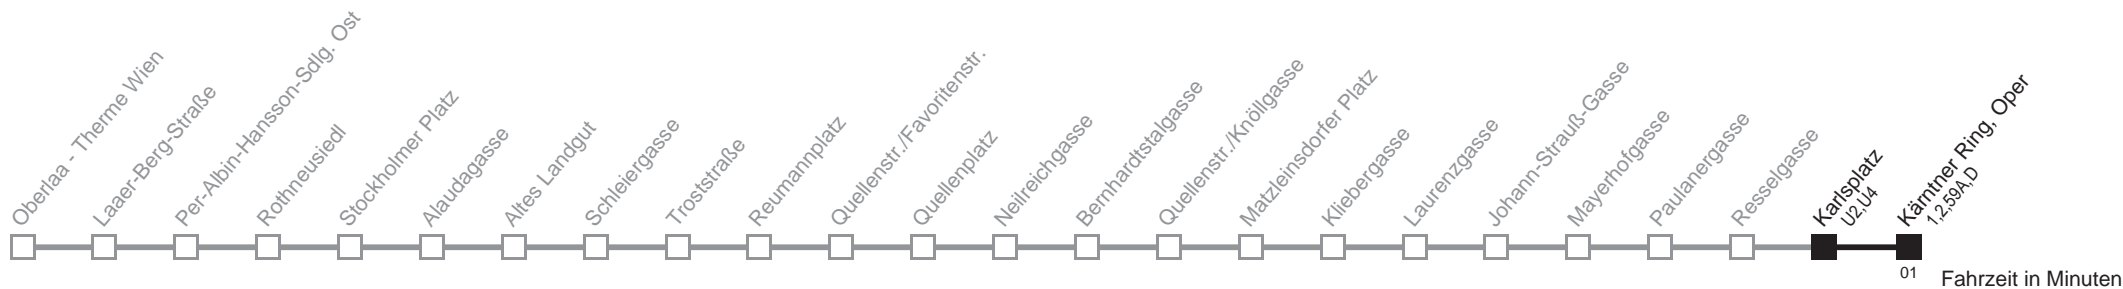 Oberlaa - Therme Wien
Laaer-Berg-Straße
Per-Albin-Hansson-Sdlg. Ost
Rothneusiedl
Stockholmer Platz
Alaudagasse
Altes Landgut
Schleiergasse
Troststraße
Reumannplatz
Quellenstr./Favoritenstr.
Quellenplatz
Neilreichgasse
Bernhardtstalgasse
Quellenstr./Knöllgasse
Matzleinsdorfer Platz
Kliebergasse
Laurenzgasse
Johann-Strauß-Gasse
Mayerhofgasse
Paulanergasse
Resselgasse
Karlsplatz
U2,U4
Kärntner Ring, Oper
1,2,59A,D
01
Fahrzeit in Minuten